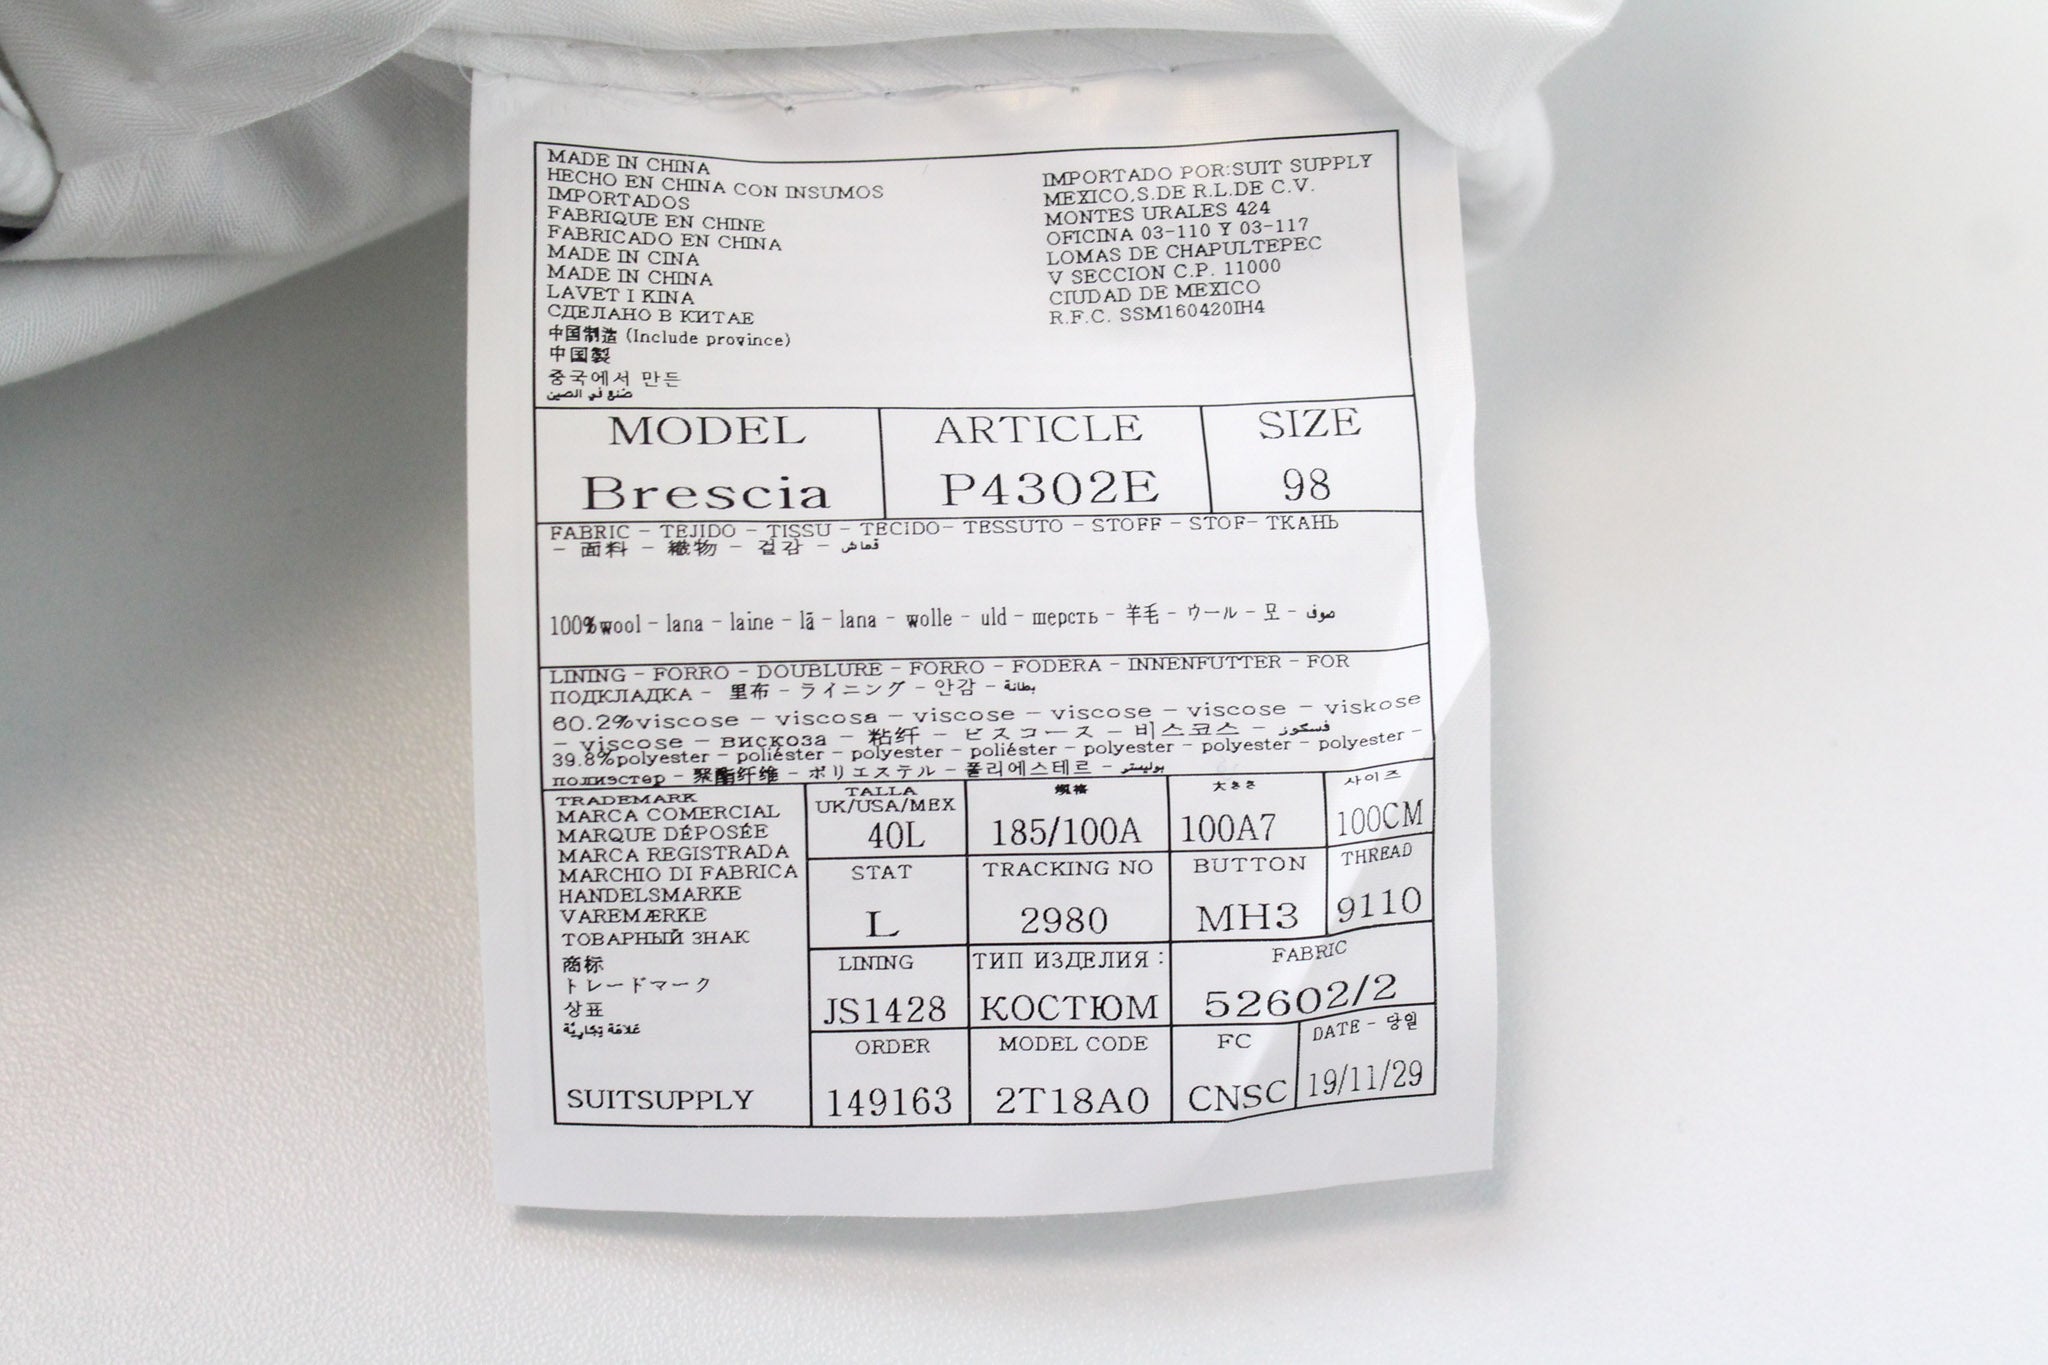 MADE IN CHINA
HECHO EN CHINA CON INSUMOS
IMPORTADOS
FABRIQUE EN CHINE
FABRICADO EN CHINA
MADE IN CINA
MADE IN CHINA
LAVET I KINA
СДЕЛАНО В КИТАЕ
中国制造 (Include province)
中国製
중국에서 만든
صنع في الصين
IMPORTADO POR:SUIT SUPPLY
MEXICO,S.DE R.L.DE C.V.
MONTES URALES 424
OFICINA 03-110 Y 03-117
LOMAS DE CHAPULTEPEC
V SECCION C.P. 11000
CIUDAD DE MEXICO
R.F.C. SSM160420IH4
MODEL ARTICLE SIZE
Brescia P4302E 98
FABRIC - TEJIDO - TISSU - TECIDO- TESSUTO - STOFF - STOF- ТКАНЬ
- 面料 - 織物 - 겉감 - قماش
100%wool - lana - laine - lã - lana - wolle - uld - шерсть - 羊毛 - ウール - 모 - صوف
LINING - FORRO - DOUBLURE - FORRO - FODERA - INNENFUTTER - FOR
ПОДКЛАДКА - 里布 - ライニング - 안감 - بطانة
60.2%viscose - viscosa - viscose - viscose - viscose - viskose
- viscose - вискоза - 粘纤 - ビスコース - 비스코스 - فسكوز
39.8%polyester - poliéster - polyester - poliéster - polyester - polyester - polyester -
полиэстер - 聚酯纤维 - ポリエステル - 폴리에스테르 - بوليستر
TRADEMARK
MARCA COMERCIAL
MARQUE DÉPOSÉE
MARCA REGISTRADA
MARCHIO DI FABRICA
HANDELSMARKE
VAREMÆRKE
ТОВАРНЫЙ ЗНАК
商标
トレードマーク
상표
علامة تجارية
SUITSUPPLY
TALLA 规格 大きさ 사이즈
UK/USA/MEX
40L 185/100A 100A7 100CM
STAT TRACKING NO BUTTON THREAD
L 2980 MH3 9110
LINING ТИП ИЗДЕЛИЯ : FABRIC
JS1428 КОСТЮМ 52602/2
ORDER MODEL CODE FC DATE - 당일
149163 2T18A0 CNSC 19/11/29